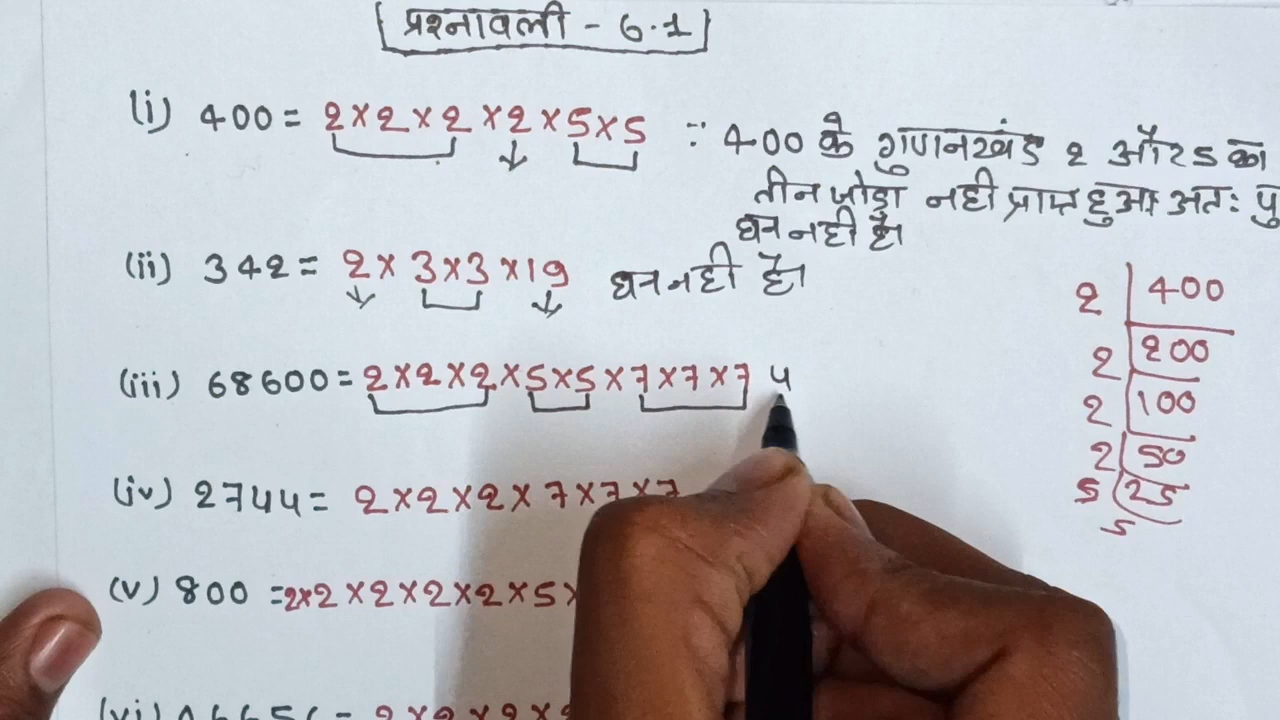 [प्रश्नावली - 6.1]
(i) 400 = 2×2×2×2×5×5 ∵ 400 के गुणनखंड 2 और 5 का
तीन जोड़ा नही प्राप्त हुआ अतः पु
घन नही है।
(ii) 342 = 2×3×3×19 घन नही है।
(iii) 68600 = 2×2×2×5×5×7×7×7 प
(iv) 2744 = 2×2×2×7×7×7
(v) 800 = 2×2×2×2×2×5×
2 | 400
2 | 200
2 | 100
2 | 50
5 | 25
5